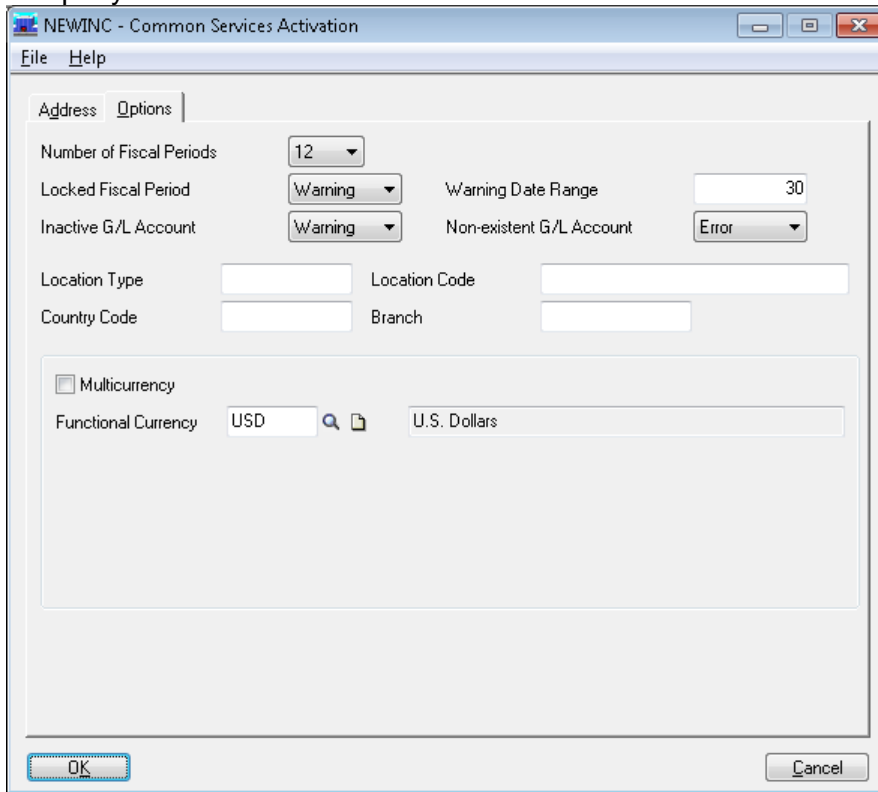 NEWINC - Common Services Activation
File Help
Address Options
Number of Fiscal Periods 12
Locked Fiscal Period Warning Warning Date Range 30
Inactive G/L Account Warning Non-existent G/L Account Error
Location Type Location Code
Country Code Branch
Multicurrency
Functional Currency USD U.S. Dollars
OK Cancel